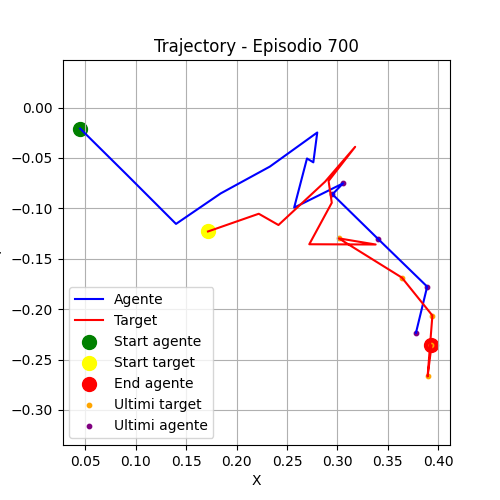 Trajectory - Episodio 700
0.00
−0.05
−0.10
−0.15
−0.20
−0.25
−0.30
Agente
Target
Start agente
Start target
End agente
Ultimi target
Ultimi agente
0.05 0.10 0.15 0.20 0.25 0.30 0.35 0.40
X